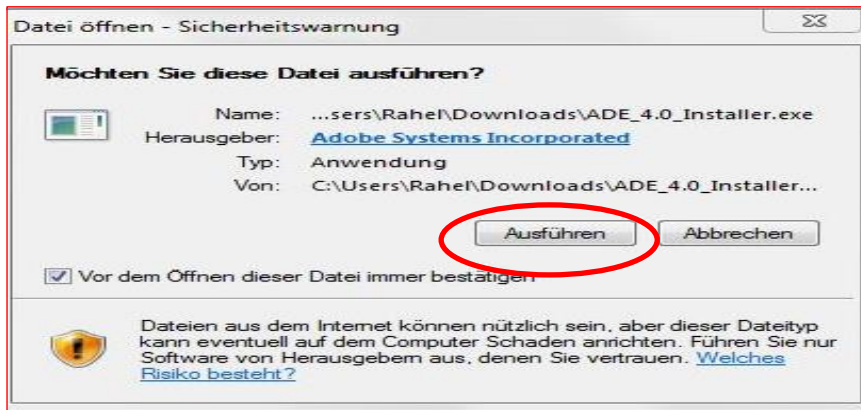 Datei öffnen - Sicherheitswarnung
Möchten Sie diese Datei ausführen?
Name: ...sers\Rahel\Downloads\ADE_4.0_Installer.exe
Herausgeber: Adobe Systems Incorporated
Typ: Anwendung
Von: C:\Users\Rahel\Downloads\ADE_4.0_Installer...
Ausführen Abbrechen
Vor dem Öffnen dieser Datei immer bestätigen
Dateien aus dem Internet können nützlich sein, aber dieser Dateityp
kann eventuell auf dem Computer Schaden anrichten. Führen Sie nur
Software von Herausgebern aus, denen Sie vertrauen. Welches
Risiko besteht?